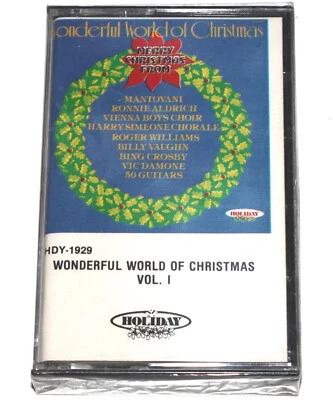 onderful World of Christmas
MERRY
CHRISTMAS
FROM
MANTOVANI
RONNIE ALDRICH
VIENNA BOYS CHOIR
HARRY SIMEONE CHORALE
ROGER WILLIAMS
BILLY VAUGHN
BING CROSBY
VIC DAMONE
50 GUITARS
HOLIDAY
HDY-1929
WONDERFUL WORLD OF CHRISTMAS
VOL. I
HOLIDAY